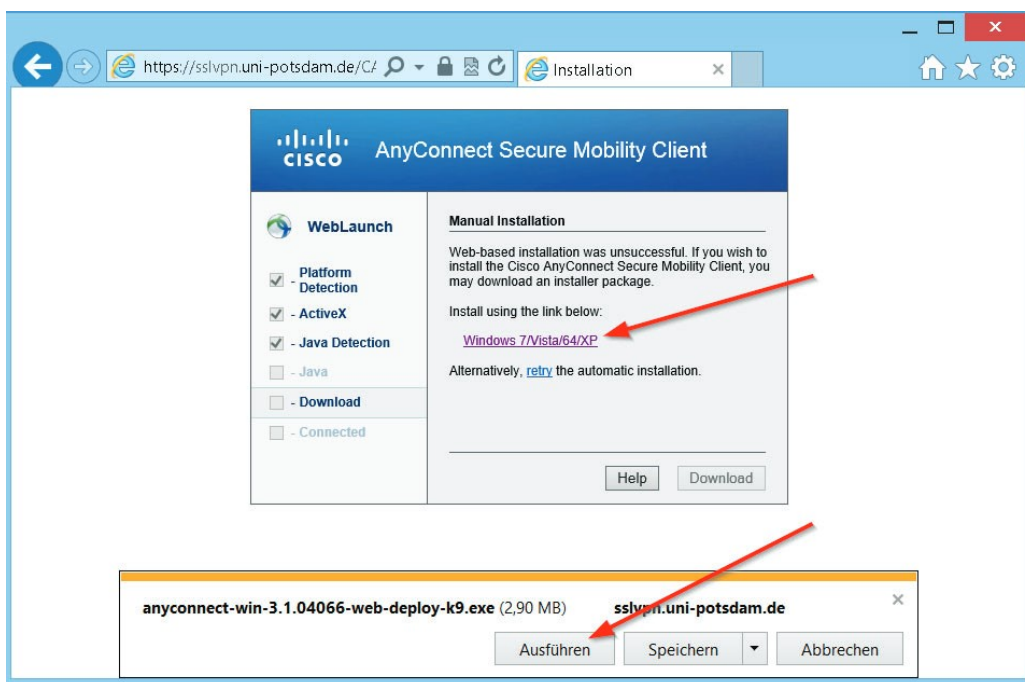 https://sslvpn.uni-potsdam.de/CA
Installation
CISCO
AnyConnect Secure Mobility Client
WebLaunch
- Platform
Detection
- ActiveX
- Java Detection
- Java
- Download
- Connected
Manual Installation
Web-based installation was unsuccessful. If you wish to
install the Cisco AnyConnect Secure Mobility Client, you
may download an installer package.
Install using the link below:
Windows 7/Vista/64/XP
Alternatively, retry the automatic installation.
Help
Download
anyconnect-win-3.1.04066-web-deploy-k9.exe (2,90 MB) sslvpn.uni-potsdam.de
Ausführen
Speichern
Abbrechen